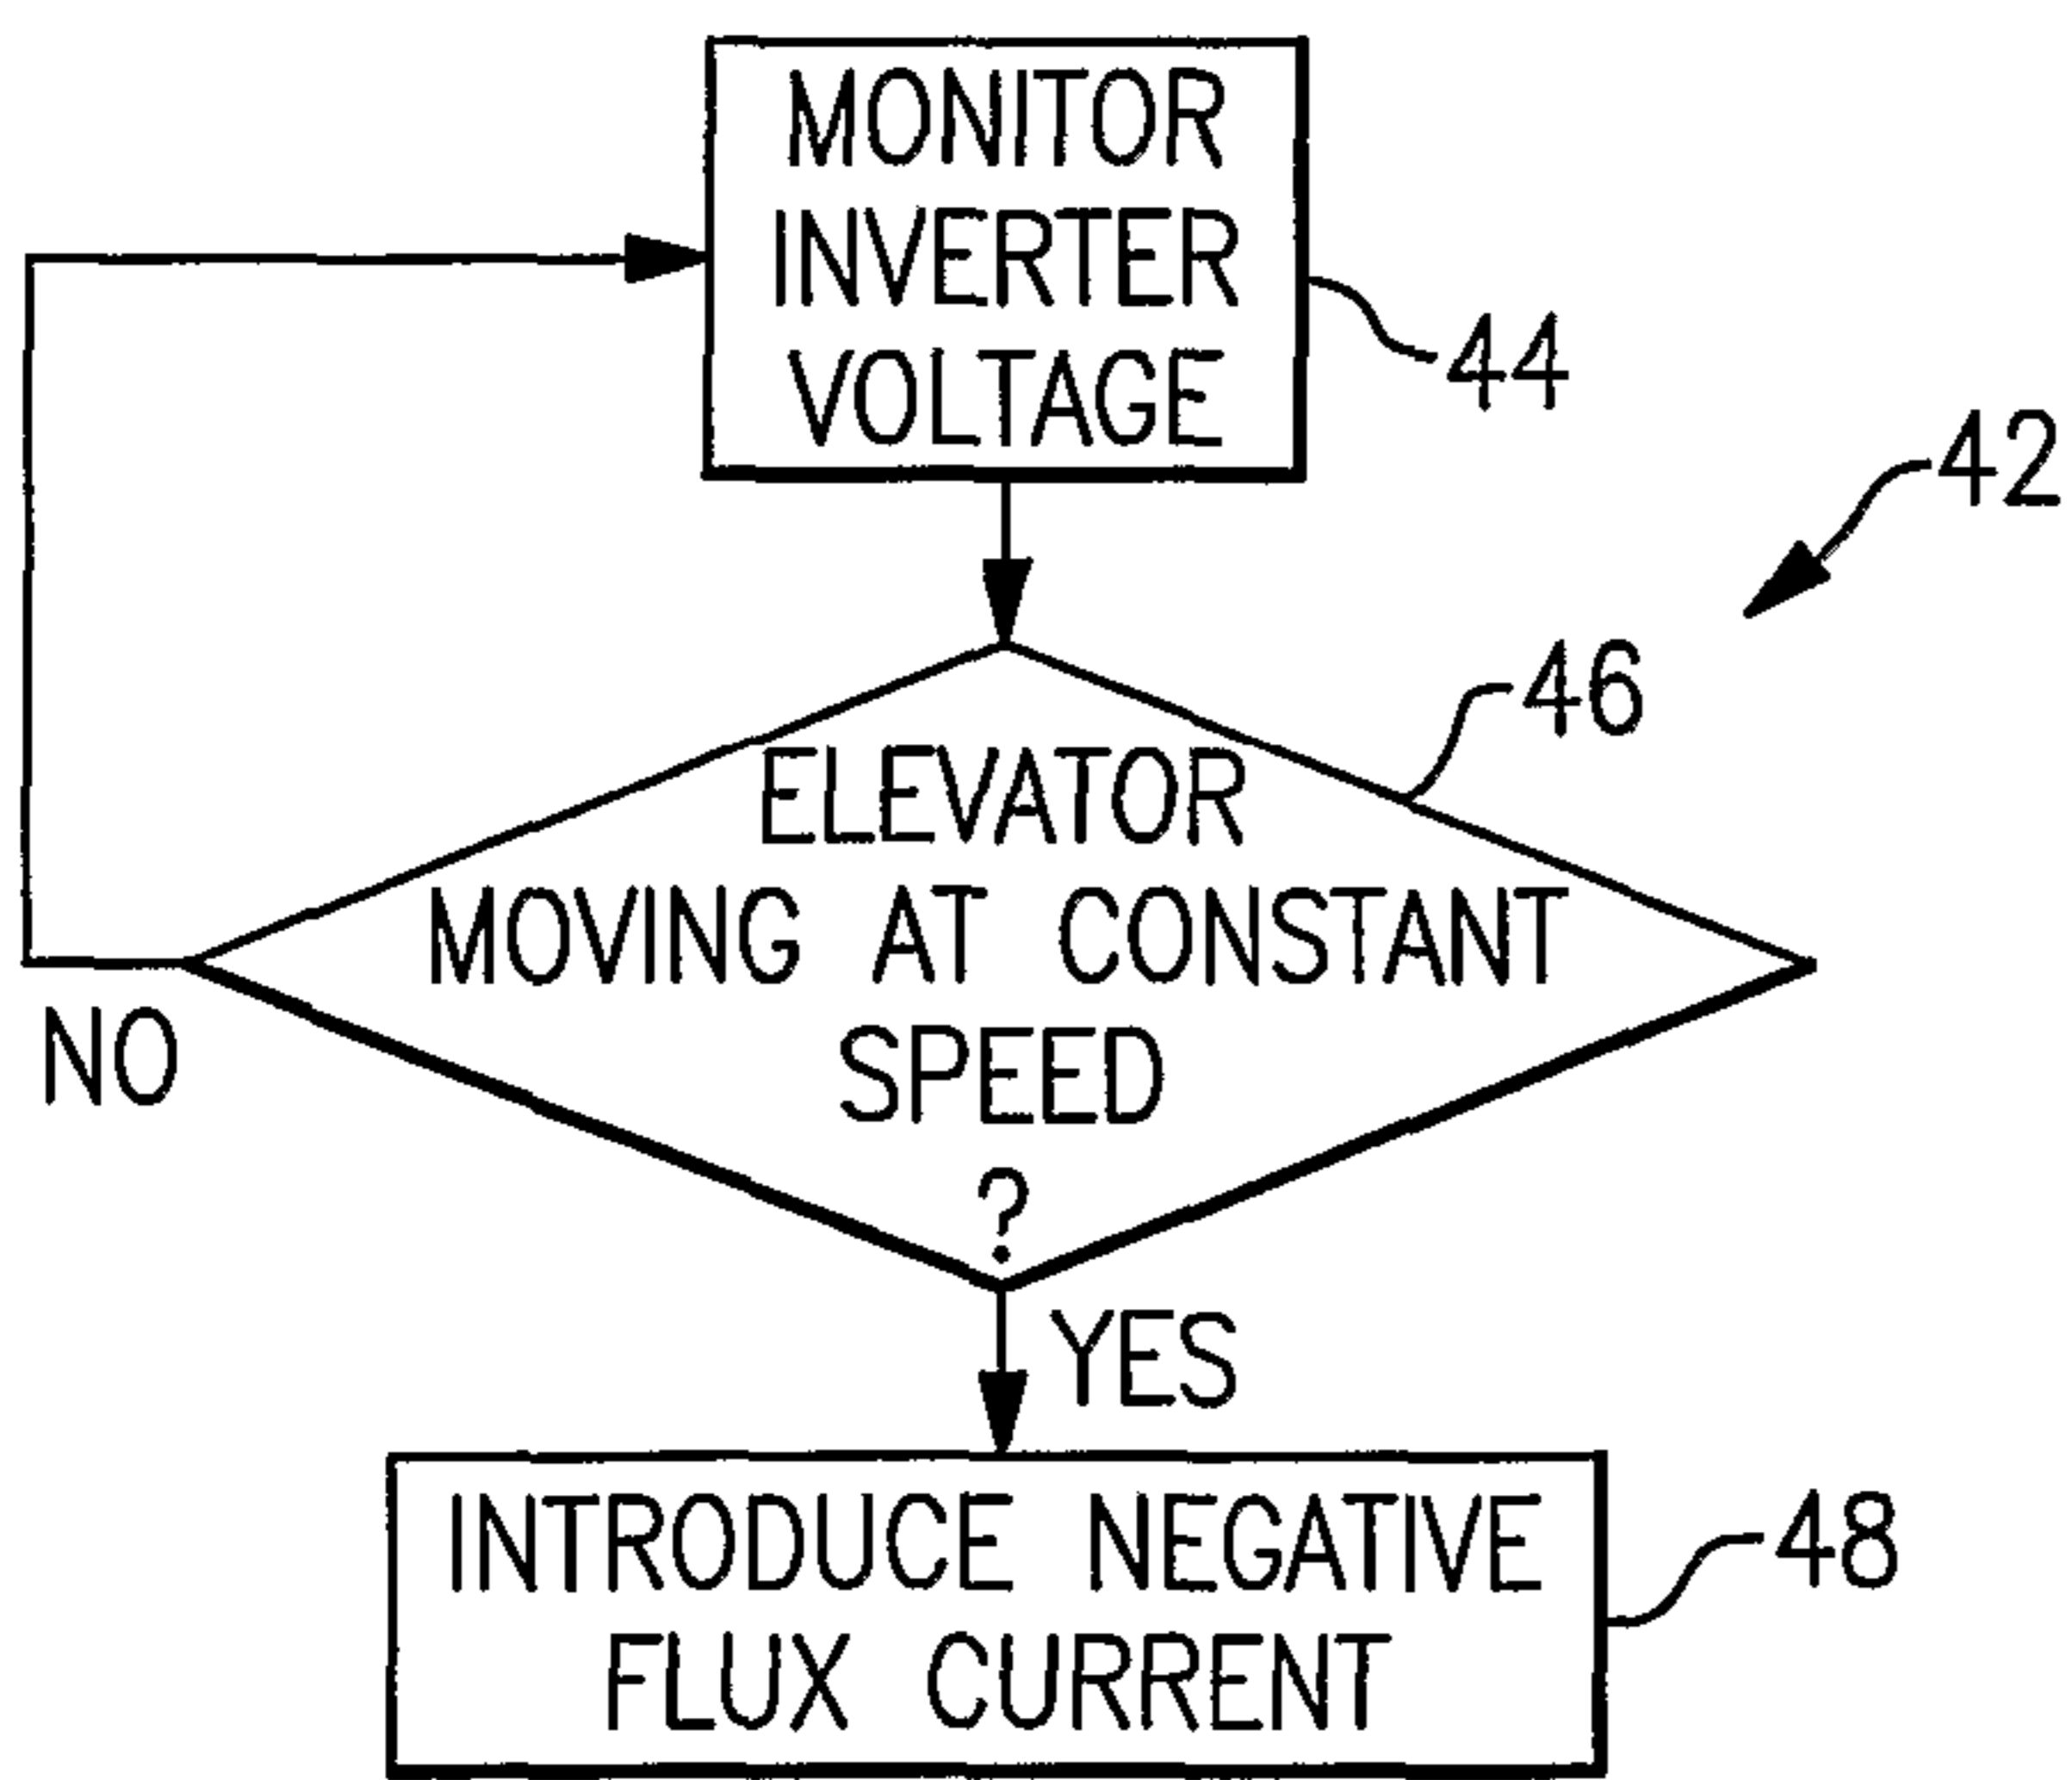 MONITOR
INVERTER
VOLTAGE
44
42
46
ELEVATOR
MOVING AT CONSTANT
SPEED
?
NO
YES
INTRODUCE NEGATIVE
FLUX CURRENT
48